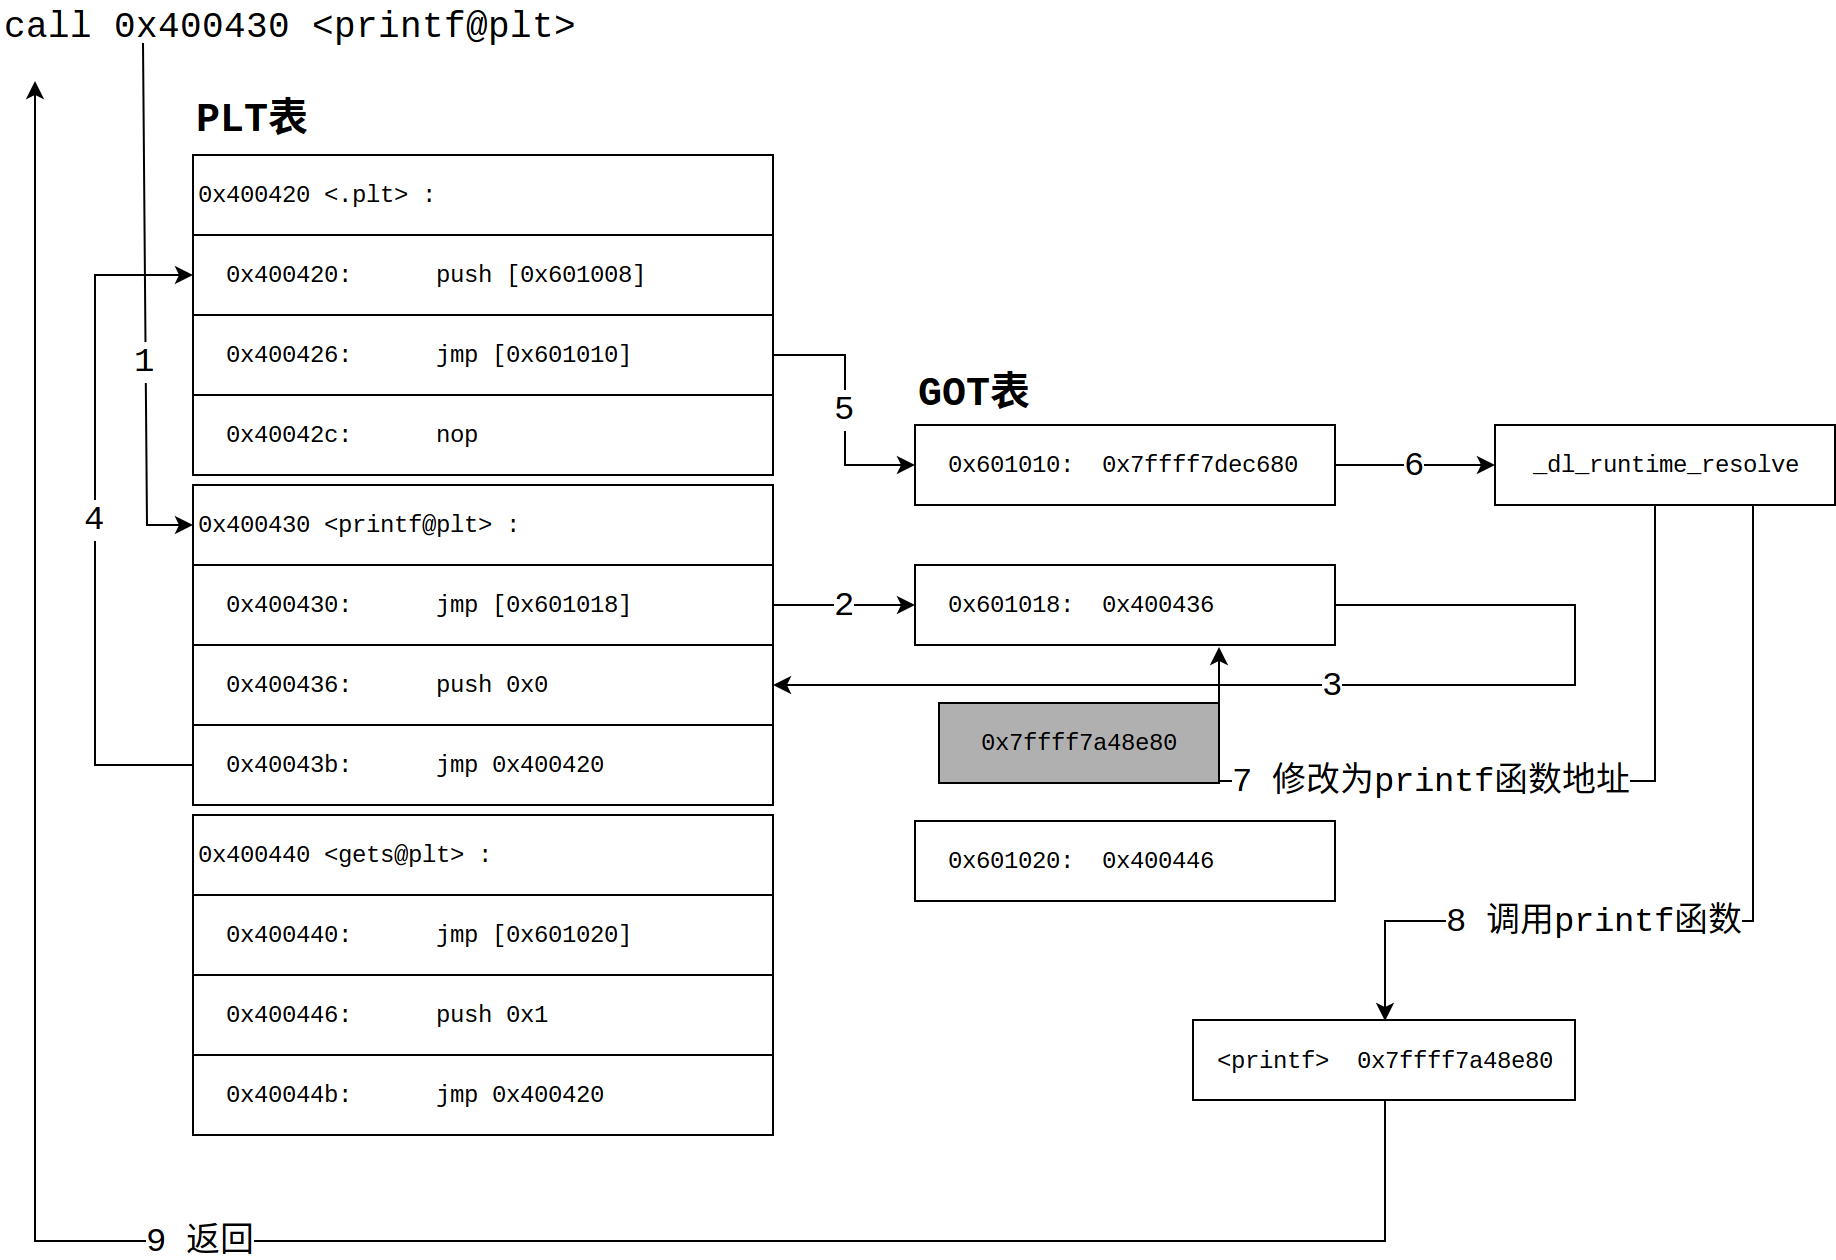 call 0x400430 <printf@plt>
PLT表
0x400420 <.plt> :
0x400420: push [0x601008]
0x400426: jmp [0x601010]
0x40042c: nop
0x400430 <printf@plt> :
0x400430: jmp [0x601018]
0x400436: push 0x0
0x40043b: jmp 0x400420
0x400440 <gets@plt> :
0x400440: jmp [0x601020]
0x400446: push 0x1
0x40044b: jmp 0x400420
1
4
5
2
GOT表
0x601010: 0x7ffff7dec680
6
_dl_runtime_resolve
0x601018: 0x400436
3
0x7ffff7a48e80
7 修改为printf函数地址
0x601020: 0x400446
8 调用printf函数
<printf> 0x7ffff7a48e80
9 返回